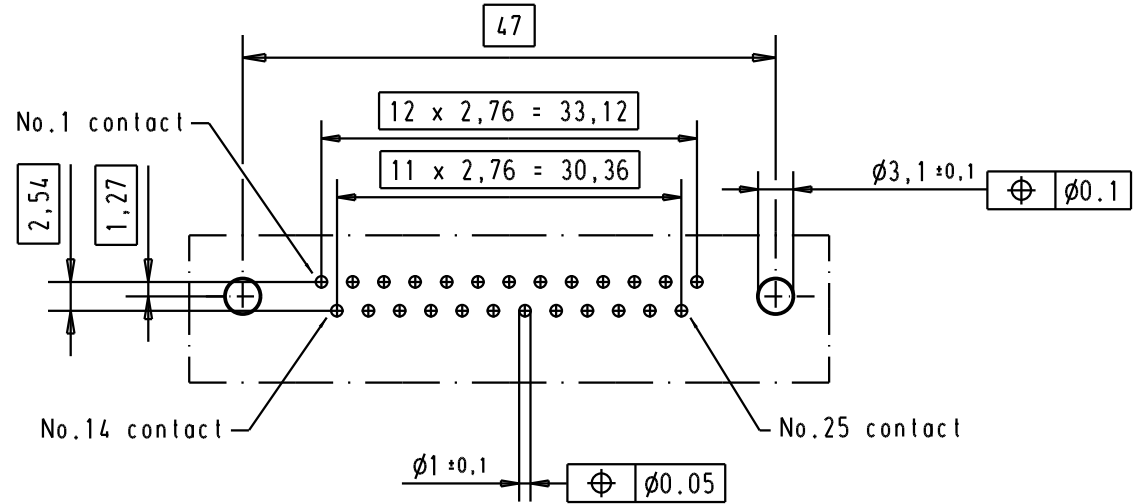 47
12 x 2,76 = 33,12
No.1 contact
11 x 2,76 = 30,36
2,54
1,27
Ø3,1 ±0,1
⌖ Ø0.1
No.14 contact
No.25 contact
Ø1 ±0,1
⌖ Ø0.05